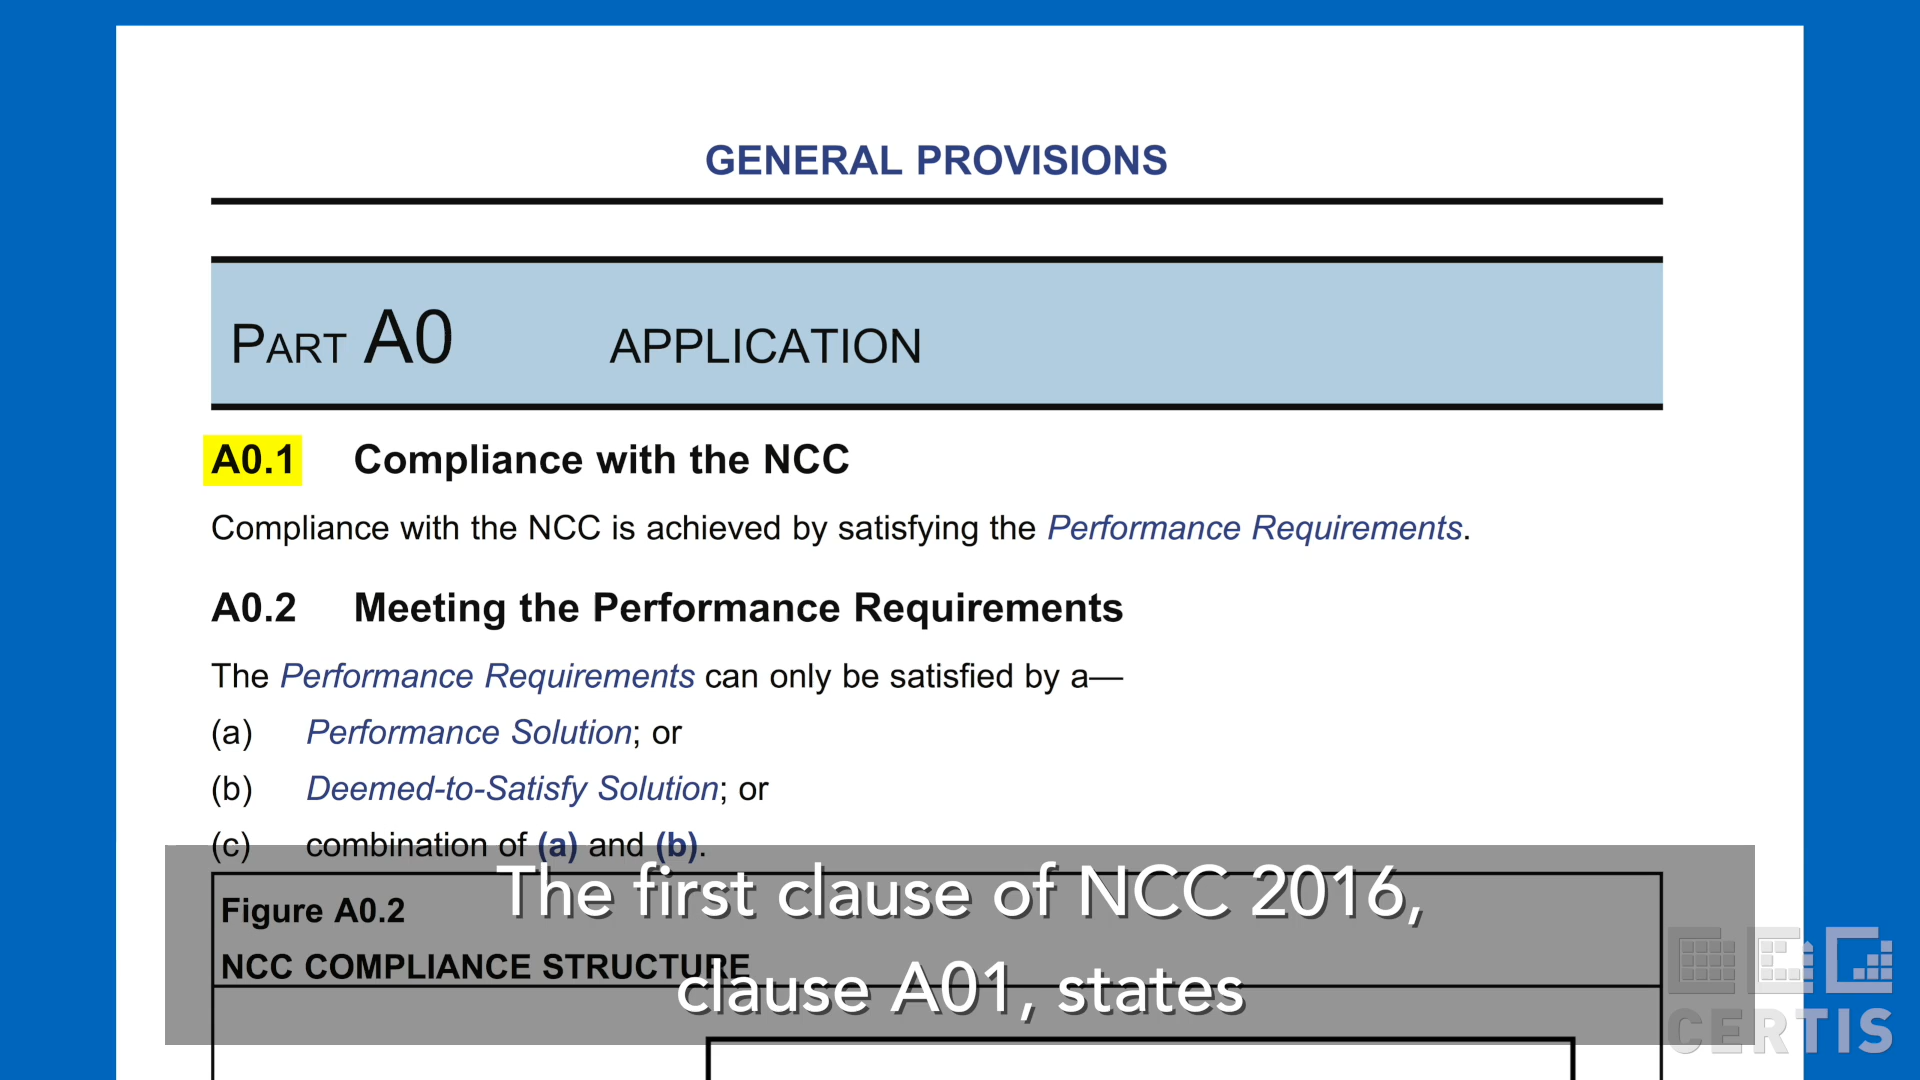 GENERAL PROVISIONS
PART A0 APPLICATION
A0.1 Compliance with the NCC
Compliance with the NCC is achieved by satisfying the Performance Requirements.
A0.2 Meeting the Performance Requirements
The Performance Requirements can only be satisfied by a—
(a) Performance Solution; or
(b) Deemed-to-Satisfy Solution; or
(c) combination of (a) and (b).
Figure A0.2
NCC COMPLIANCE STRUCTURE
The first clause of NCC 2016,
clause A01, states
CERTIS